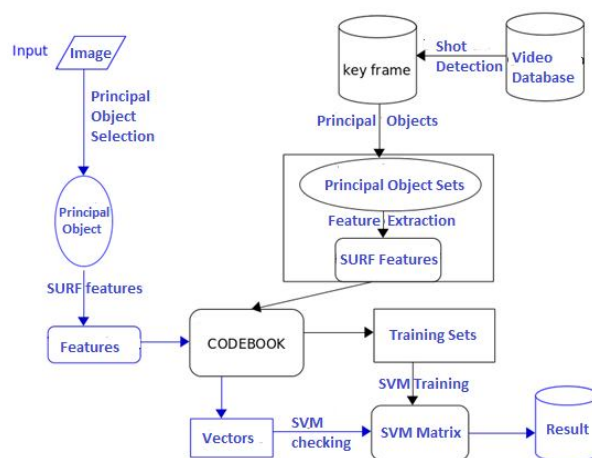 Input
Image
Shot
Detection
Video
Database
key frame
Principal
Object
Selection
Principal Objects
Principal Object Sets
Principal
Object
Feature Extraction
SURF Features
SURF features
Features
CODEBOOK
Training Sets
SVM Training
Vectors
SVM
checking
SVM Matrix
Result